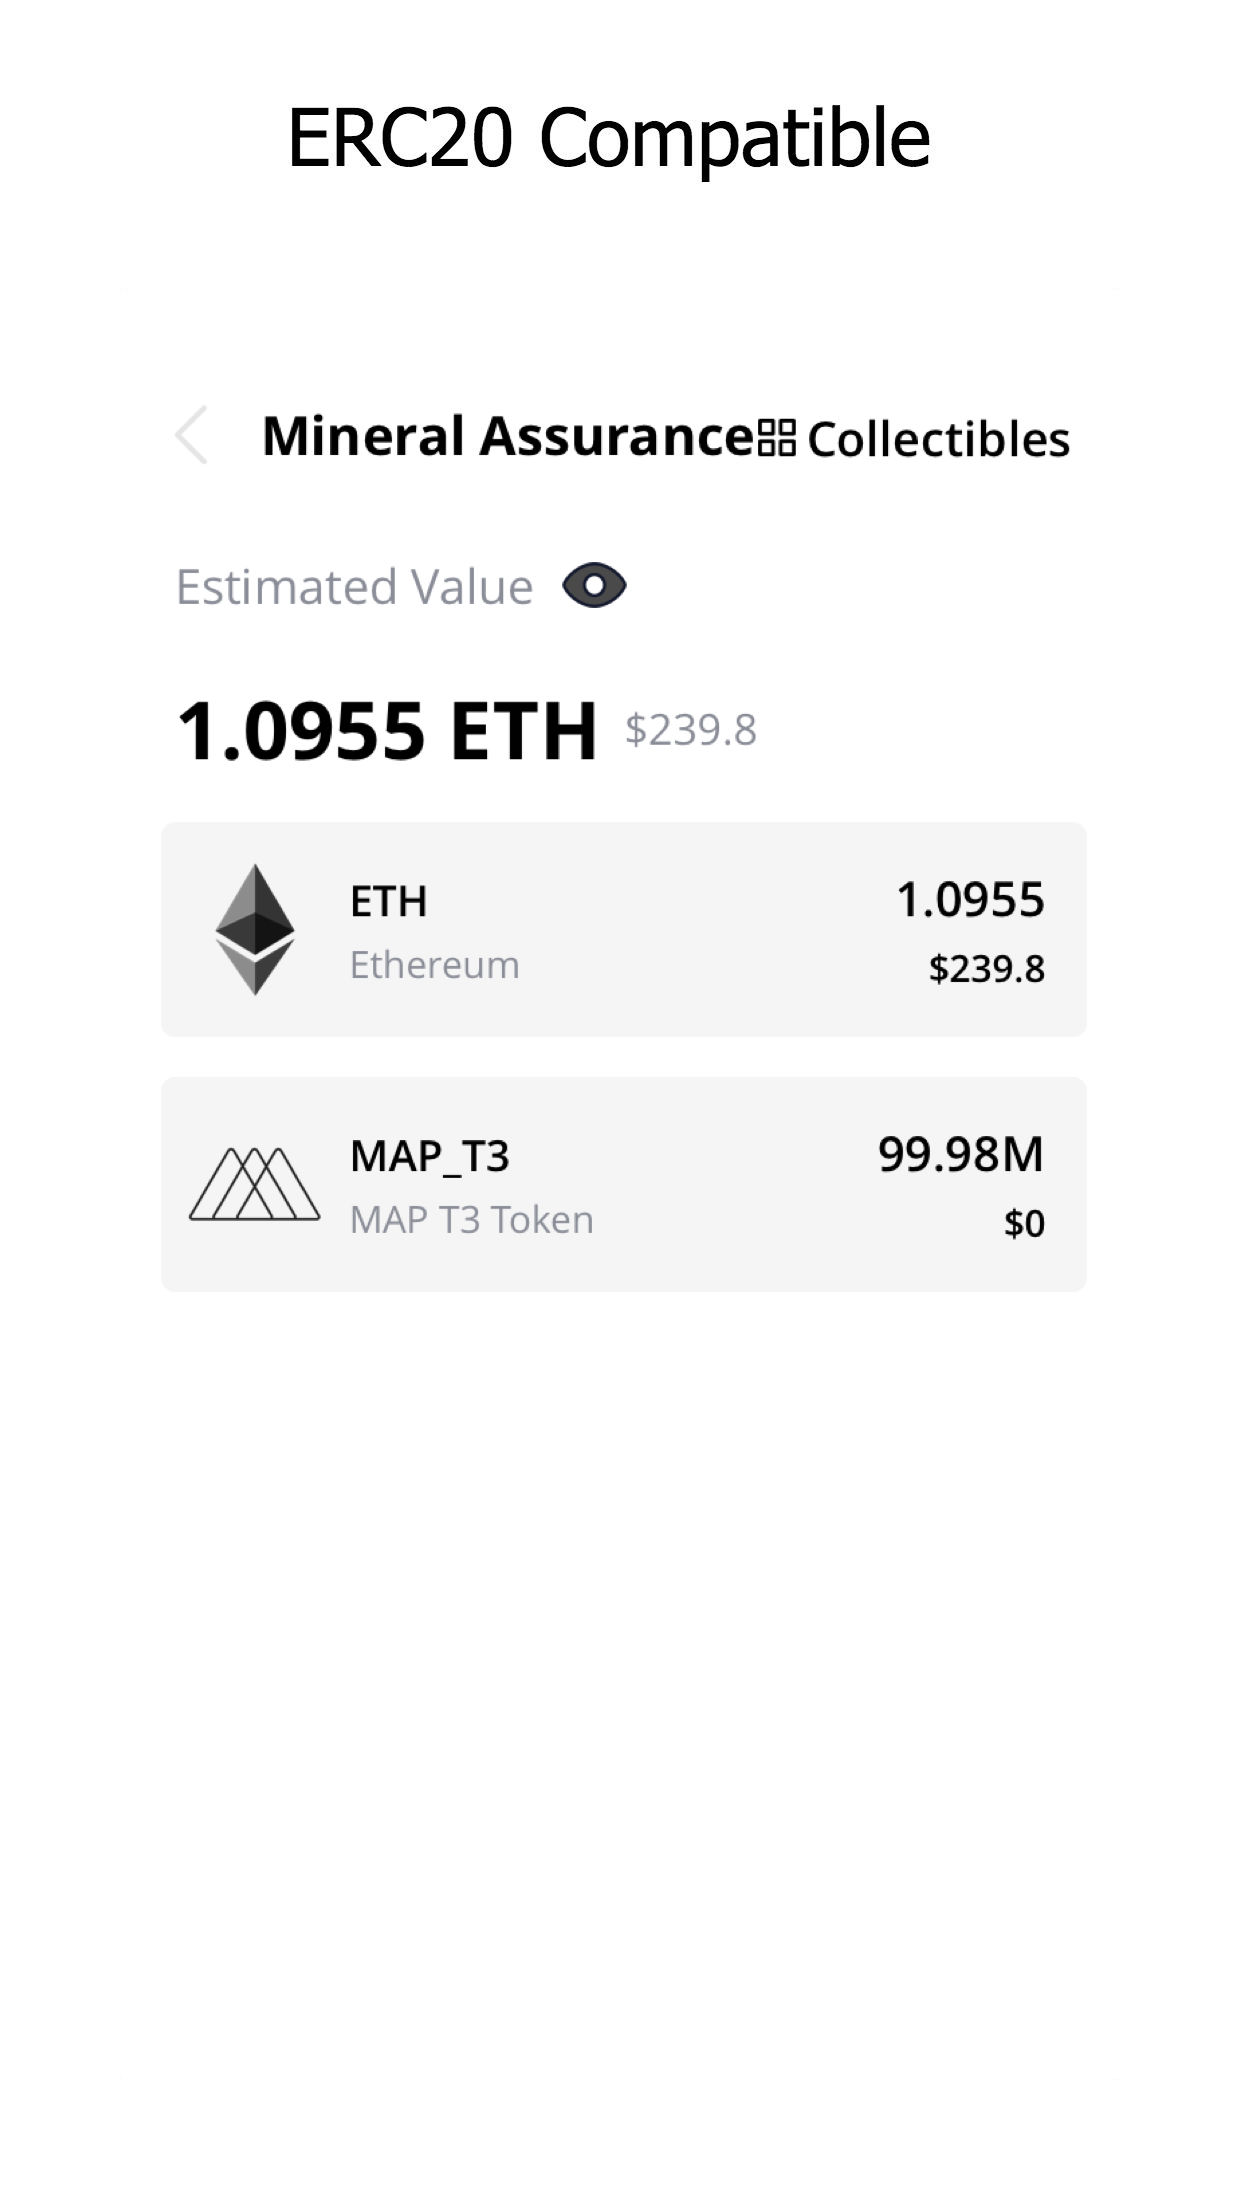 ERC20 Compatible
Mineral Assurance Collectibles
Estimated Value
1.0955 ETH $239.8
ETH 1.0955
Ethereum $239.8
MAP_T3 99.98M
MAP T3 Token $0